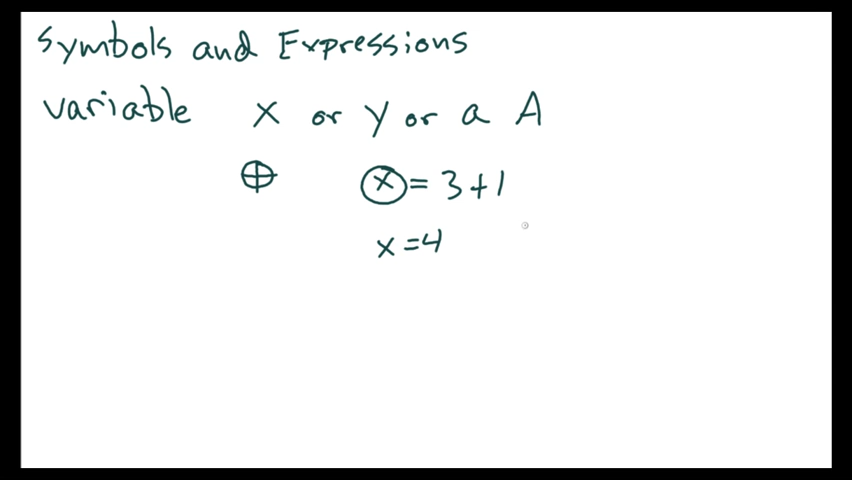 Symbols and Expressions
variable x or y or a A
⊕ x = 3 + 1
x = 4